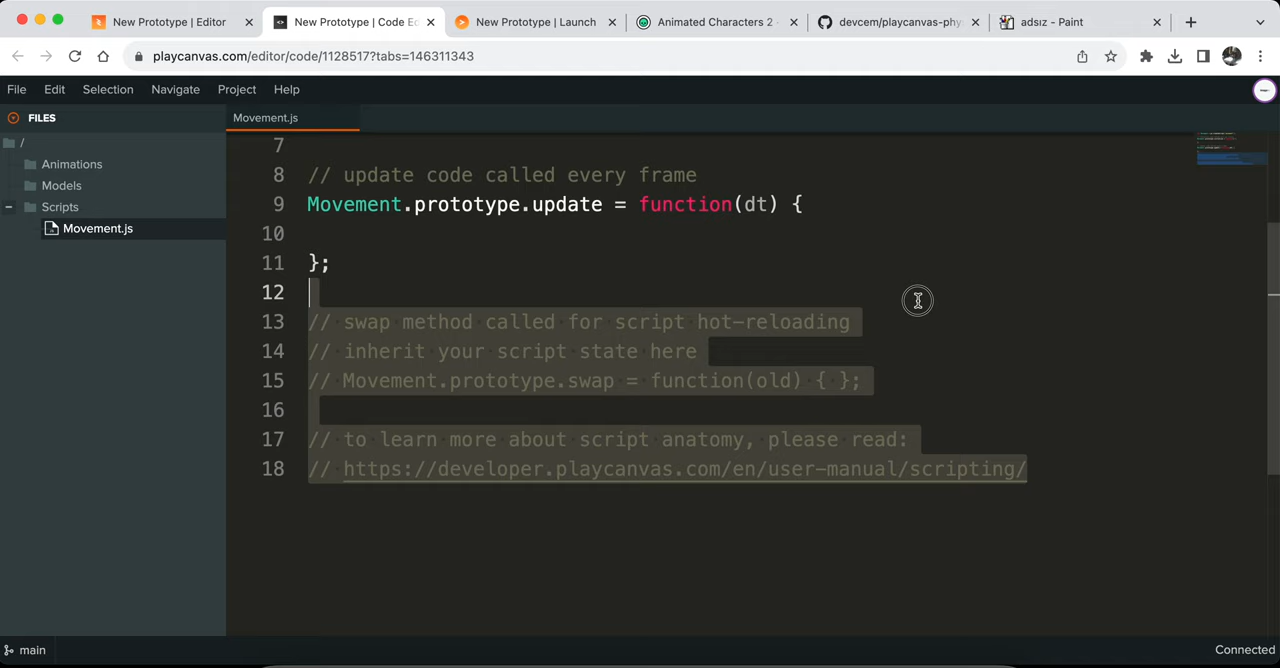 New Prototype | Editor
New Prototype | Code Ec
New Prototype | Launch
Animated Characters 2 -
devcem/playcanvas-phy
adsız - Paint
playcanvas.com/editor/code/1128517?tabs=146311343
File Edit Selection Navigate Project Help
FILES
Movement.js
/
Animations
Models
Scripts
Movement.js
7
8 // update code called every frame
9 Movement.prototype.update = function(dt) {
10
11 };
12
13 // swap method called for script hot-reloading
14 // inherit your script state here
15 // Movement.prototype.swap = function(old) { };
16
17 // to learn more about script anatomy, please read:
18 // https://developer.playcanvas.com/en/user-manual/scripting/
main
Connected